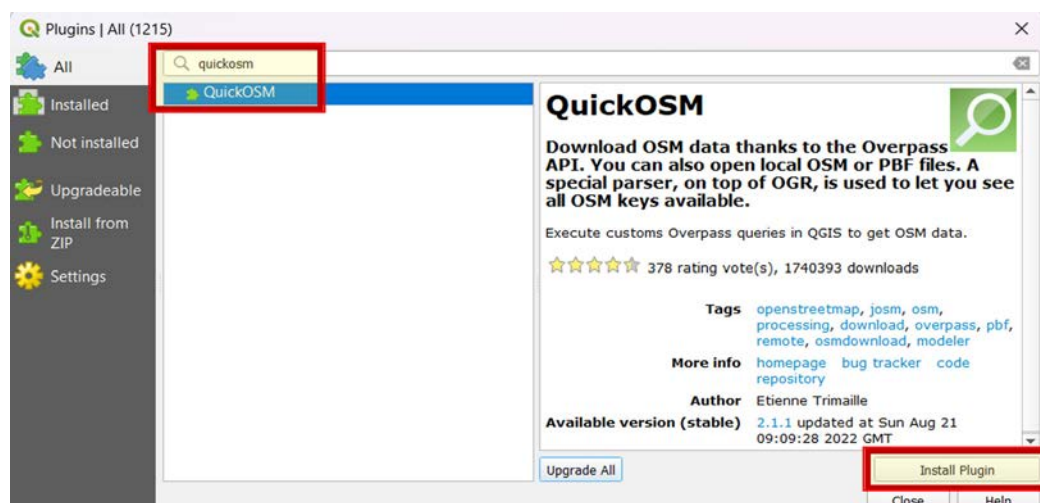 Plugins | All (1215)
All
quickosm
QuickOSM
Installed
Not installed
Upgradeable
Install from
ZIP
Settings
QuickOSM
Download OSM data thanks to the Overpass
API. You can also open local OSM or PBF files. A
special parser, on top of OGR, is used to let you see
all OSM keys available.
Execute customs Overpass queries in QGIS to get OSM data.
378 rating vote(s), 1740393 downloads
Tags openstreetmap, josm, osm,
processing, download, overpass, pbf,
remote, osmdownload, modeler
More info homepage bug tracker code
repository
Author Etienne Trimaille
Available version (stable) 2.1.1 updated at Sun Aug 21
09:09:28 2022 GMT
Upgrade All
Install Plugin
Close Help